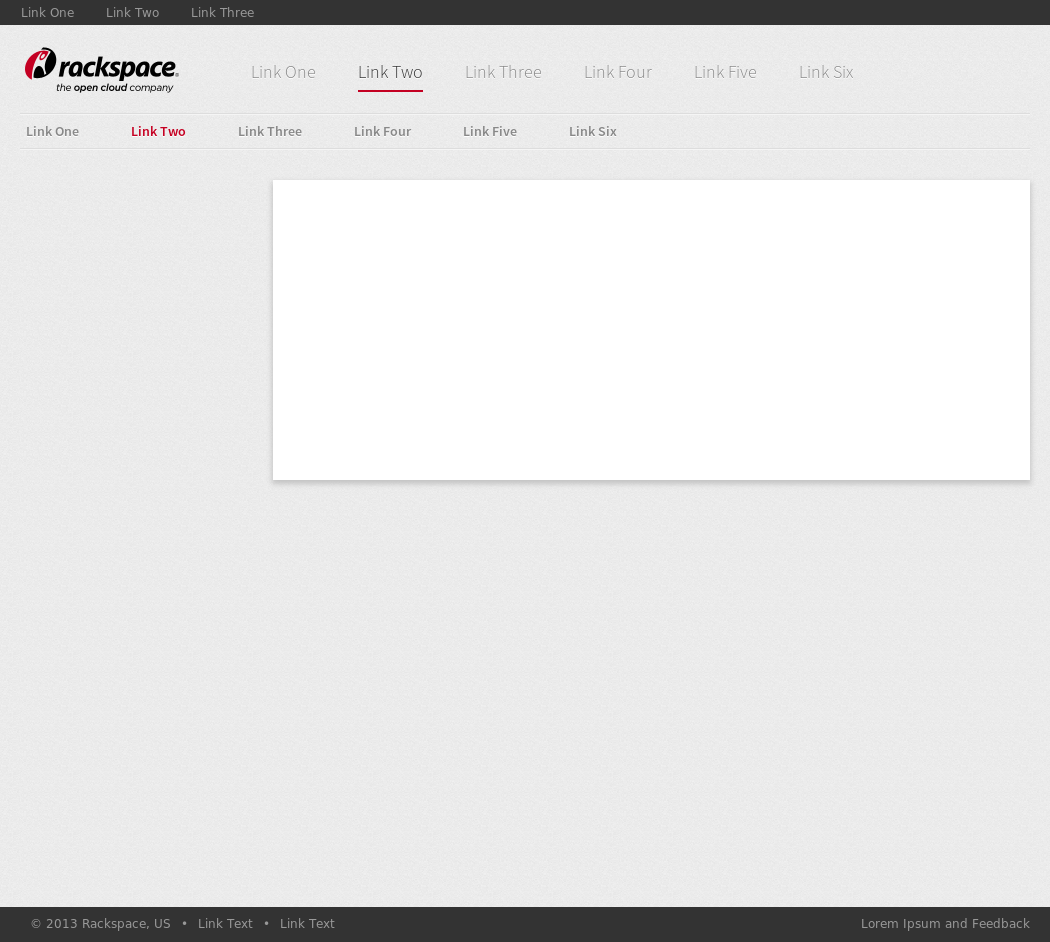 Link One Link Two Link Three
rackspace®
the open cloud company
Link One Link Two Link Three Link Four Link Five Link Six
Link One Link Two Link Three Link Four Link Five Link Six
© 2013 Rackspace, US • Link Text • Link Text Lorem Ipsum and Feedback